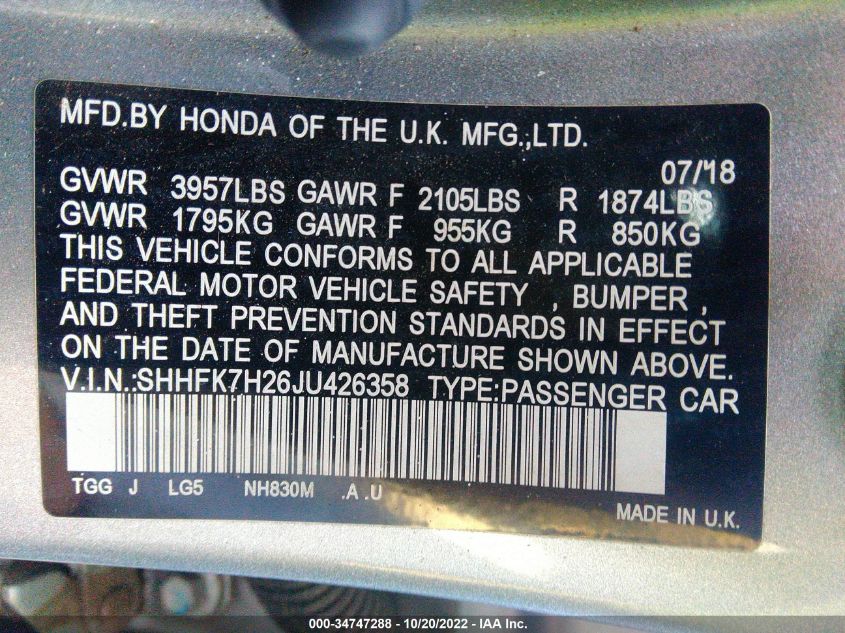 MFD.BY HONDA OF THE U.K. MFG.,LTD.
07/18
GVWR 3957LBS GAWR F 2105LBS R 1874LBS
GVWR 1795KG GAWR F 955KG R 850KG
THIS VEHICLE CONFORMS TO ALL APPLICABLE
FEDERAL MOTOR VEHICLE SAFETY , BUMPER ,
AND THEFT PREVENTION STANDARDS IN EFFECT
ON THE DATE OF MANUFACTURE SHOWN ABOVE.
V.I.N.:SHHFK7H26JU426358 TYPE:PASSENGER CAR
TGG J LG5 NH830M .A .U
MADE IN U.K.
000-34747288 - 10/20/2022 - IAA Inc.